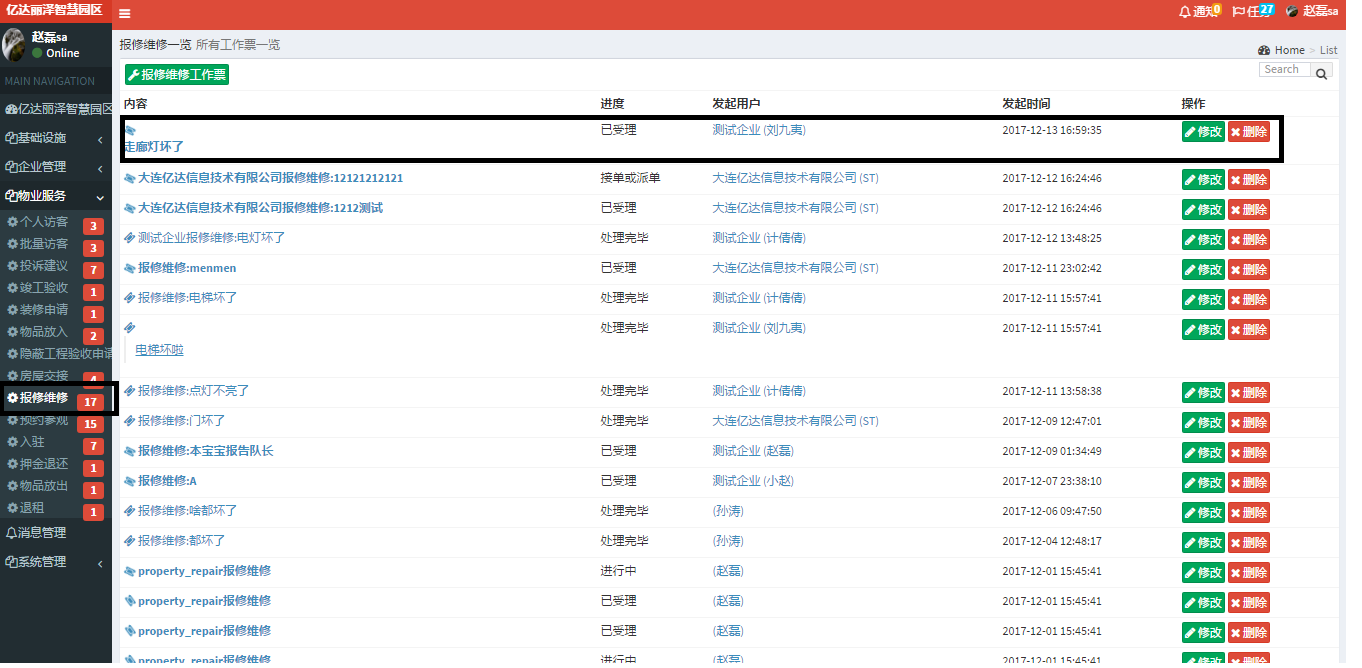 亿达丽泽智慧园区
通知 0 任务 27 赵磊sa
赵磊sa
Online
MAIN NAVIGATION
亿达丽泽智慧园区
基础设施
企业管理
物业服务
个人访客 3
批量访客 3
投诉建议 7
竣工验收 1
装修申请 1
物品放入 2
隐蔽工程验收申请
房屋交接 4
报修维修 17
预约参观 15
入驻 7
押金退还 1
物品放出 1
退租 1
消息管理
系统管理
报修维修一览 所有工作票一览
Home > List
报修维修工作票
Search
内容 进度 发起用户 发起时间 操作
已受理 测试企业 (刘九夷) 2017-12-13 16:59:35 修改 删除
走廊灯坏了
大连亿达信息技术有限公司报修维修:12121212121 接单或派单 大连亿达信息技术有限公司 (ST) 2017-12-12 16:24:46 修改 删除
大连亿达信息技术有限公司报修维修:1212测试 已受理 大连亿达信息技术有限公司 (ST) 2017-12-12 16:24:46 修改 删除
测试企业报修维修:电灯坏了 处理完毕 测试企业 (计倩倩) 2017-12-12 13:48:25 修改 删除
报修维修:menmen 已受理 大连亿达信息技术有限公司 (ST) 2017-12-11 23:02:42 修改 删除
报修维修:电梯坏了 处理完毕 测试企业 (计倩倩) 2017-12-11 15:57:41 修改 删除
处理完毕 测试企业 (刘九夷) 2017-12-11 15:57:41 修改 删除
电梯坏啦
报修维修:点灯不亮了 处理完毕 测试企业 (计倩倩) 2017-12-11 13:58:38 修改 删除
报修维修:门坏了 处理完毕 大连亿达信息技术有限公司 (ST) 2017-12-09 12:47:01 修改 删除
报修维修:本宝宝报告队长 已受理 测试企业 (赵磊) 2017-12-09 01:34:49 修改 删除
报修维修:A 已受理 测试企业 (小赵) 2017-12-07 23:38:10 修改 删除
报修维修:啥都坏了 处理完毕 (孙涛) 2017-12-06 09:47:50 修改 删除
报修维修:都坏了 处理完毕 (孙涛) 2017-12-04 12:48:17 修改 删除
property_repair报修维修 进行中 (赵磊) 2017-12-01 15:45:41 修改 删除
property_repair报修维修 已受理 (赵磊) 2017-12-01 15:45:41 修改 删除
property_repair报修维修 已受理 (赵磊) 2017-12-01 15:45:41 修改 删除
property_repair报修维修 进行中 (赵磊) 2017-12-01 15:45:41 修改 删除